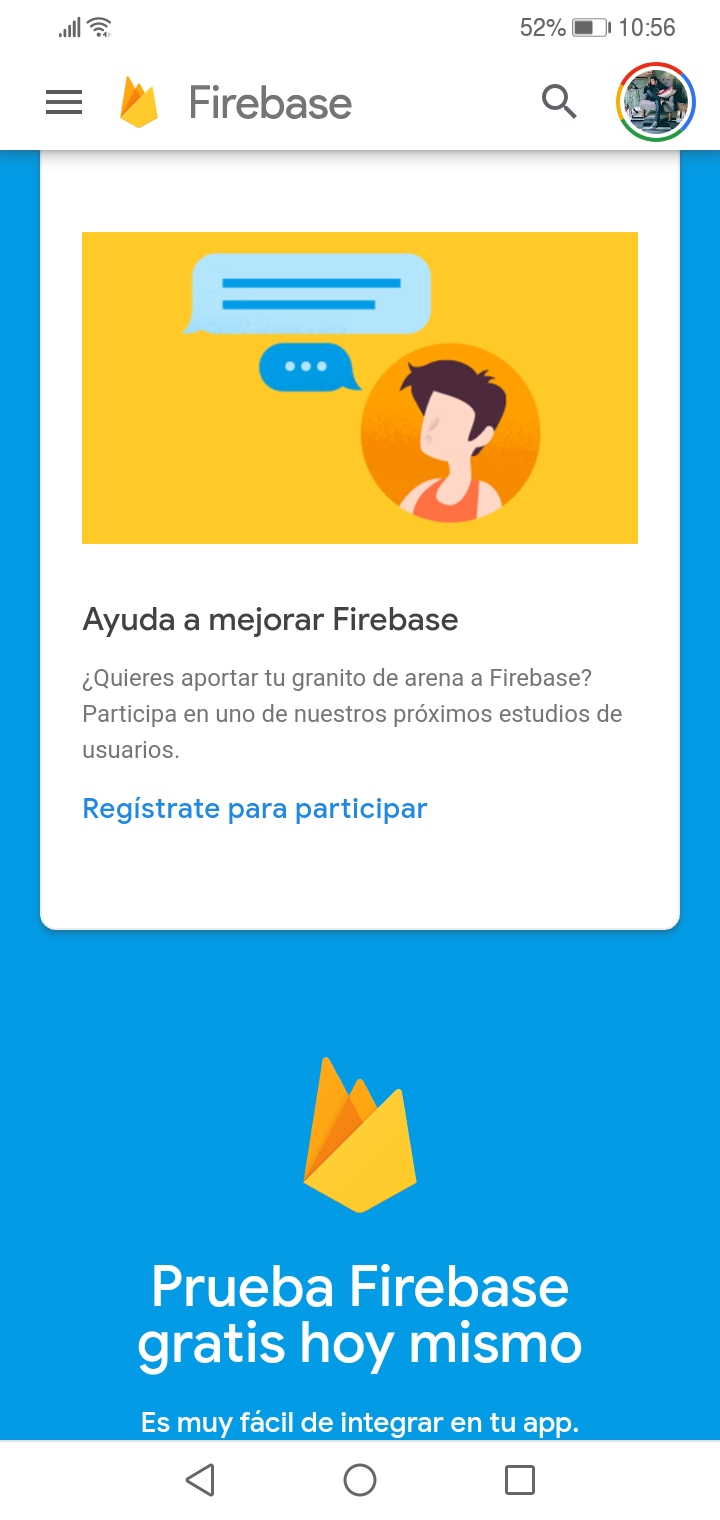 52% 10:56
Firebase
Ayuda a mejorar Firebase
¿Quieres aportar tu granito de arena a Firebase?
Participa en uno de nuestros próximos estudios de
usuarios.
Regístrate para participar
Prueba Firebase
gratis hoy mismo
Es muy fácil de integrar en tu app.